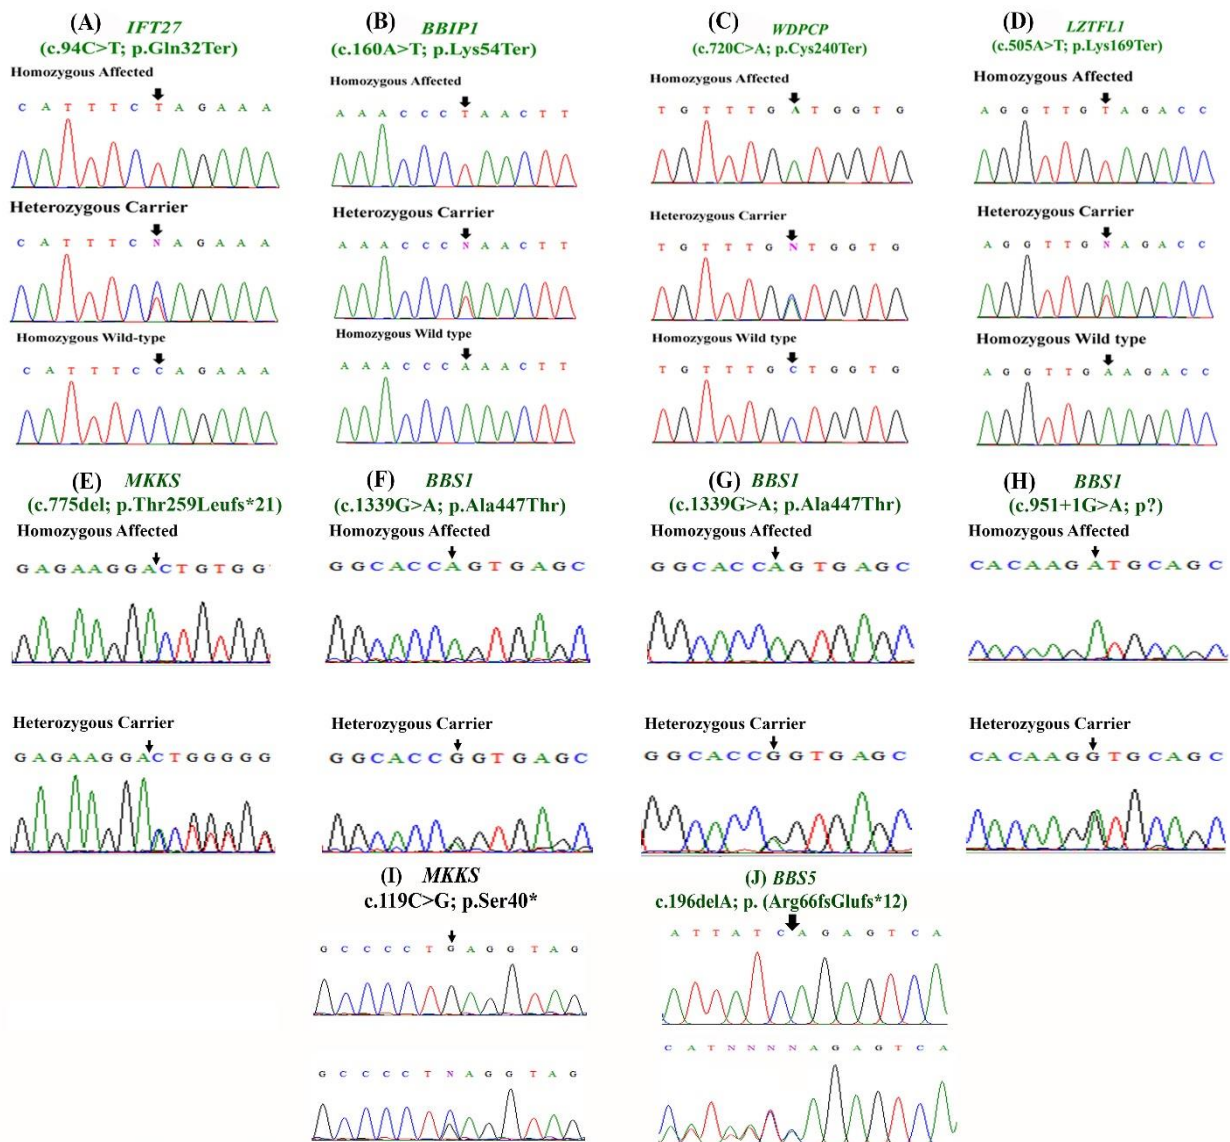 (A) IFT27
(c.94C>T; p.Gln32Ter)
Homozygous Affected
C A T T T C T A G A A A
Heterozygous Carrier
C A T T T C N A G A A A
Homozygous Wild-type
C A T T T C C A G A A A
(B) BBIP1
(c.160A>T; p.Lys54Ter)
Homozygous Affected
A A A C C C T A A C T T
Heterozygous Carrier
A A A C C C N A A C T T
Homozygous Wild type
A A A C C C A A A C T T
(C) WDPCP
(c.720C>A; p.Cys240Ter)
Homozygous Affected
T G T T T G A T G G T G
Heterozygous Carrier
T G T T T G N T G G T G
Homozygous Wild type
T G T T T G C T G G T G
(D) LZTFL1
(c.505A>T; p.Lys169Ter)
Homozygous Affected
A G G T T G T A G A C C
Heterozygous Carrier
A G G T T G N A G A C C
Homozygous Wild type
A G G T T G A A G A C C
(E) MKKS
(c.775del; p.Thr259Leufs*21)
Homozygous Affected
G A G A A G G A C T G T G G
Heterozygous Carrier
G A G A A G G A C T G G G G G
(F) BBS1
(c.1339G>A; p.Ala447Thr)
Homozygous Affected
G G C A C C A G T G A G C
Heterozygous Carrier
G G C A C C G G T G A G C
(G) BBS1
(c.1339G>A; p.Ala447Thr)
Homozygous Affected
G G C A C C A G T G A G C
Heterozygous Carrier
G G C A C C G G T G A G C
(H) BBS1
(c.951+1G>A; p?)
Homozygous Affected
C A C A A G A T G C A G C
Heterozygous Carrier
C A C A A G G T G C A G C
(I) MKKS
c.119C>G; p.Ser40*
G C C C C T G A G G T A G
G C C C C T N A G G T A G
(J) BBS5
c.196delA; p. (Arg66fsGlufs*12)
A T T A T C A G A G T C A
C A T N N N N A G A G T C A